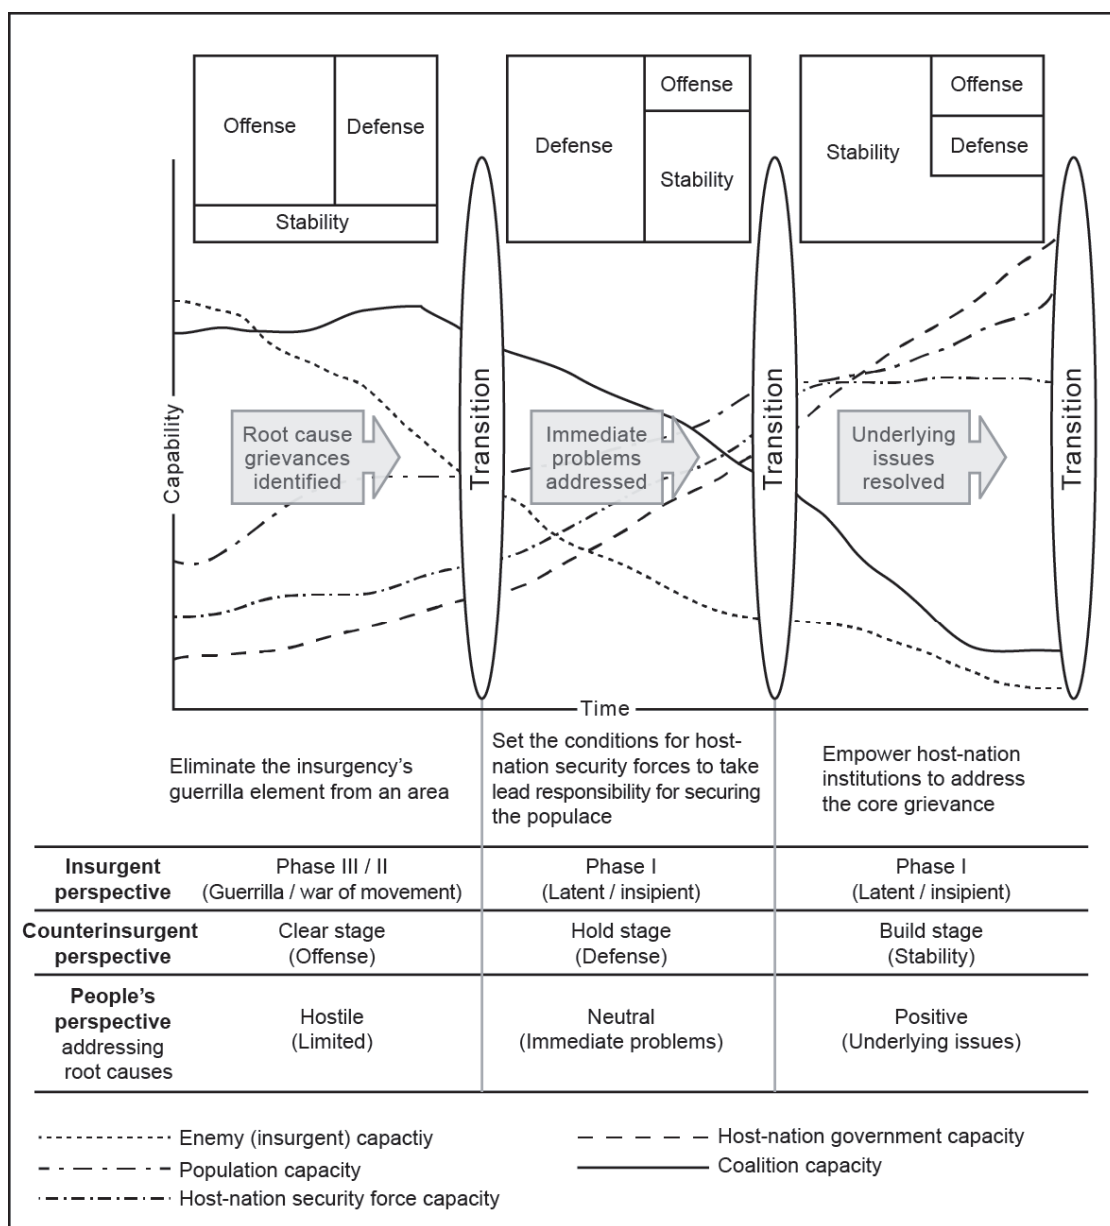 Offense
Defense
Stability
Defense
Offense
Stability
Stability
Offense
Defense
Capability
Root cause
grievances
identified
Transition
Immediate
problems
addressed
Transition
Underlying
issues
resolved
Transition
Time
Eliminate the insurgency's
guerrilla element from an area
Set the conditions for host-
nation security forces to take
lead responsibility for securing
the populace
Empower host-nation
institutions to address
the core grievance
Insurgent
perspective
Phase III / II
(Guerrilla / war of movement)
Phase I
(Latent / insipient)
Phase I
(Latent / insipient)
Counterinsurgent
perspective
Clear stage
(Offense)
Hold stage
(Defense)
Build stage
(Stability)
People's
perspective
addressing
root causes
Hostile
(Limited)
Neutral
(Immediate problems)
Positive
(Underlying issues)
Enemy (insurgent) capactiy
Population capacity
Host-nation security force capacity
Host-nation government capacity
Coalition capacity